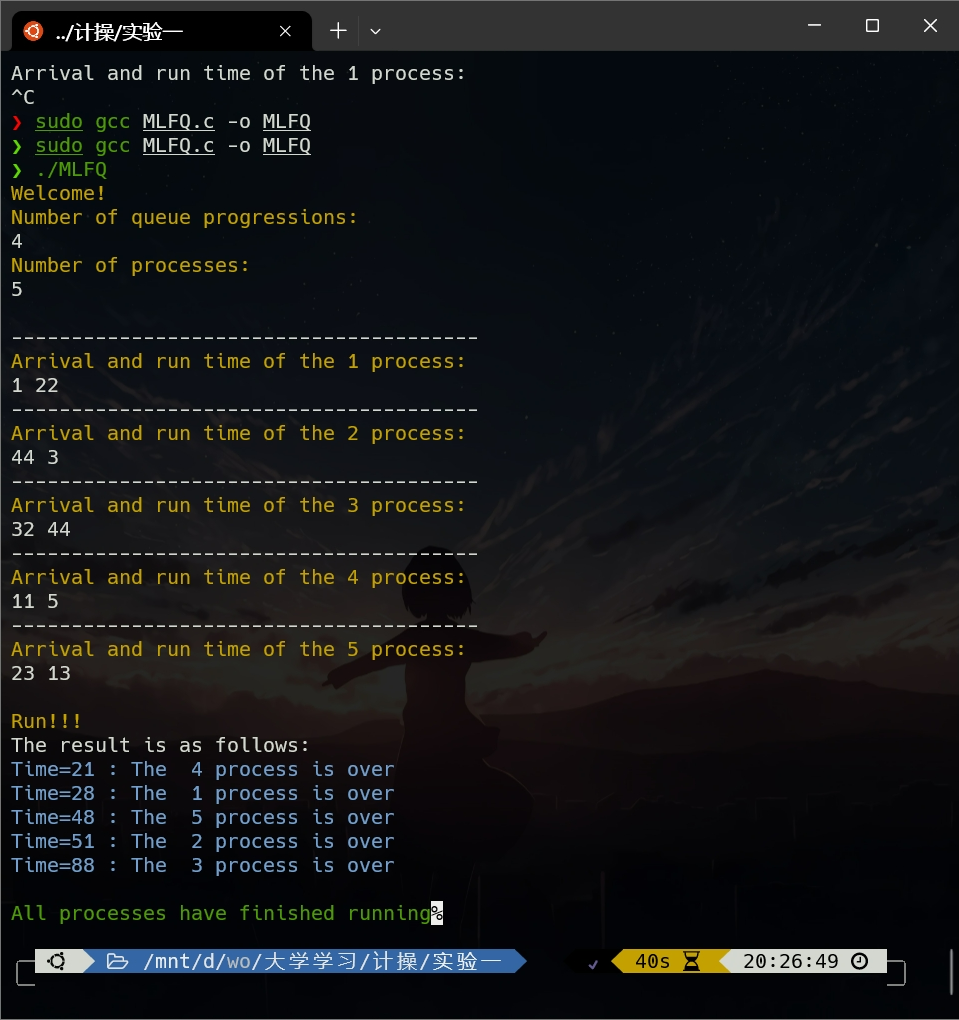 ../计操/实验一
Arrival and run time of the 1 process:
^C
❯ sudo gcc MLFQ.c -o MLFQ
❯ sudo gcc MLFQ.c -o MLFQ
❯ ./MLFQ
Welcome!
Number of queue progressions:
4
Number of processes:
5
---------------------------------------
Arrival and run time of the 1 process:
1 22
---------------------------------------
Arrival and run time of the 2 process:
44 3
---------------------------------------
Arrival and run time of the 3 process:
32 44
---------------------------------------
Arrival and run time of the 4 process:
11 5
---------------------------------------
Arrival and run time of the 5 process:
23 13
Run!!!
The result is as follows:
Time=21 : The  4 process is over
Time=28 : The  1 process is over
Time=48 : The  5 process is over
Time=51 : The  2 process is over
Time=88 : The  3 process is over
All processes have finished running%
/mnt/d/wo/大学学习/计操/实验一 ✓ 40s 20:26:49